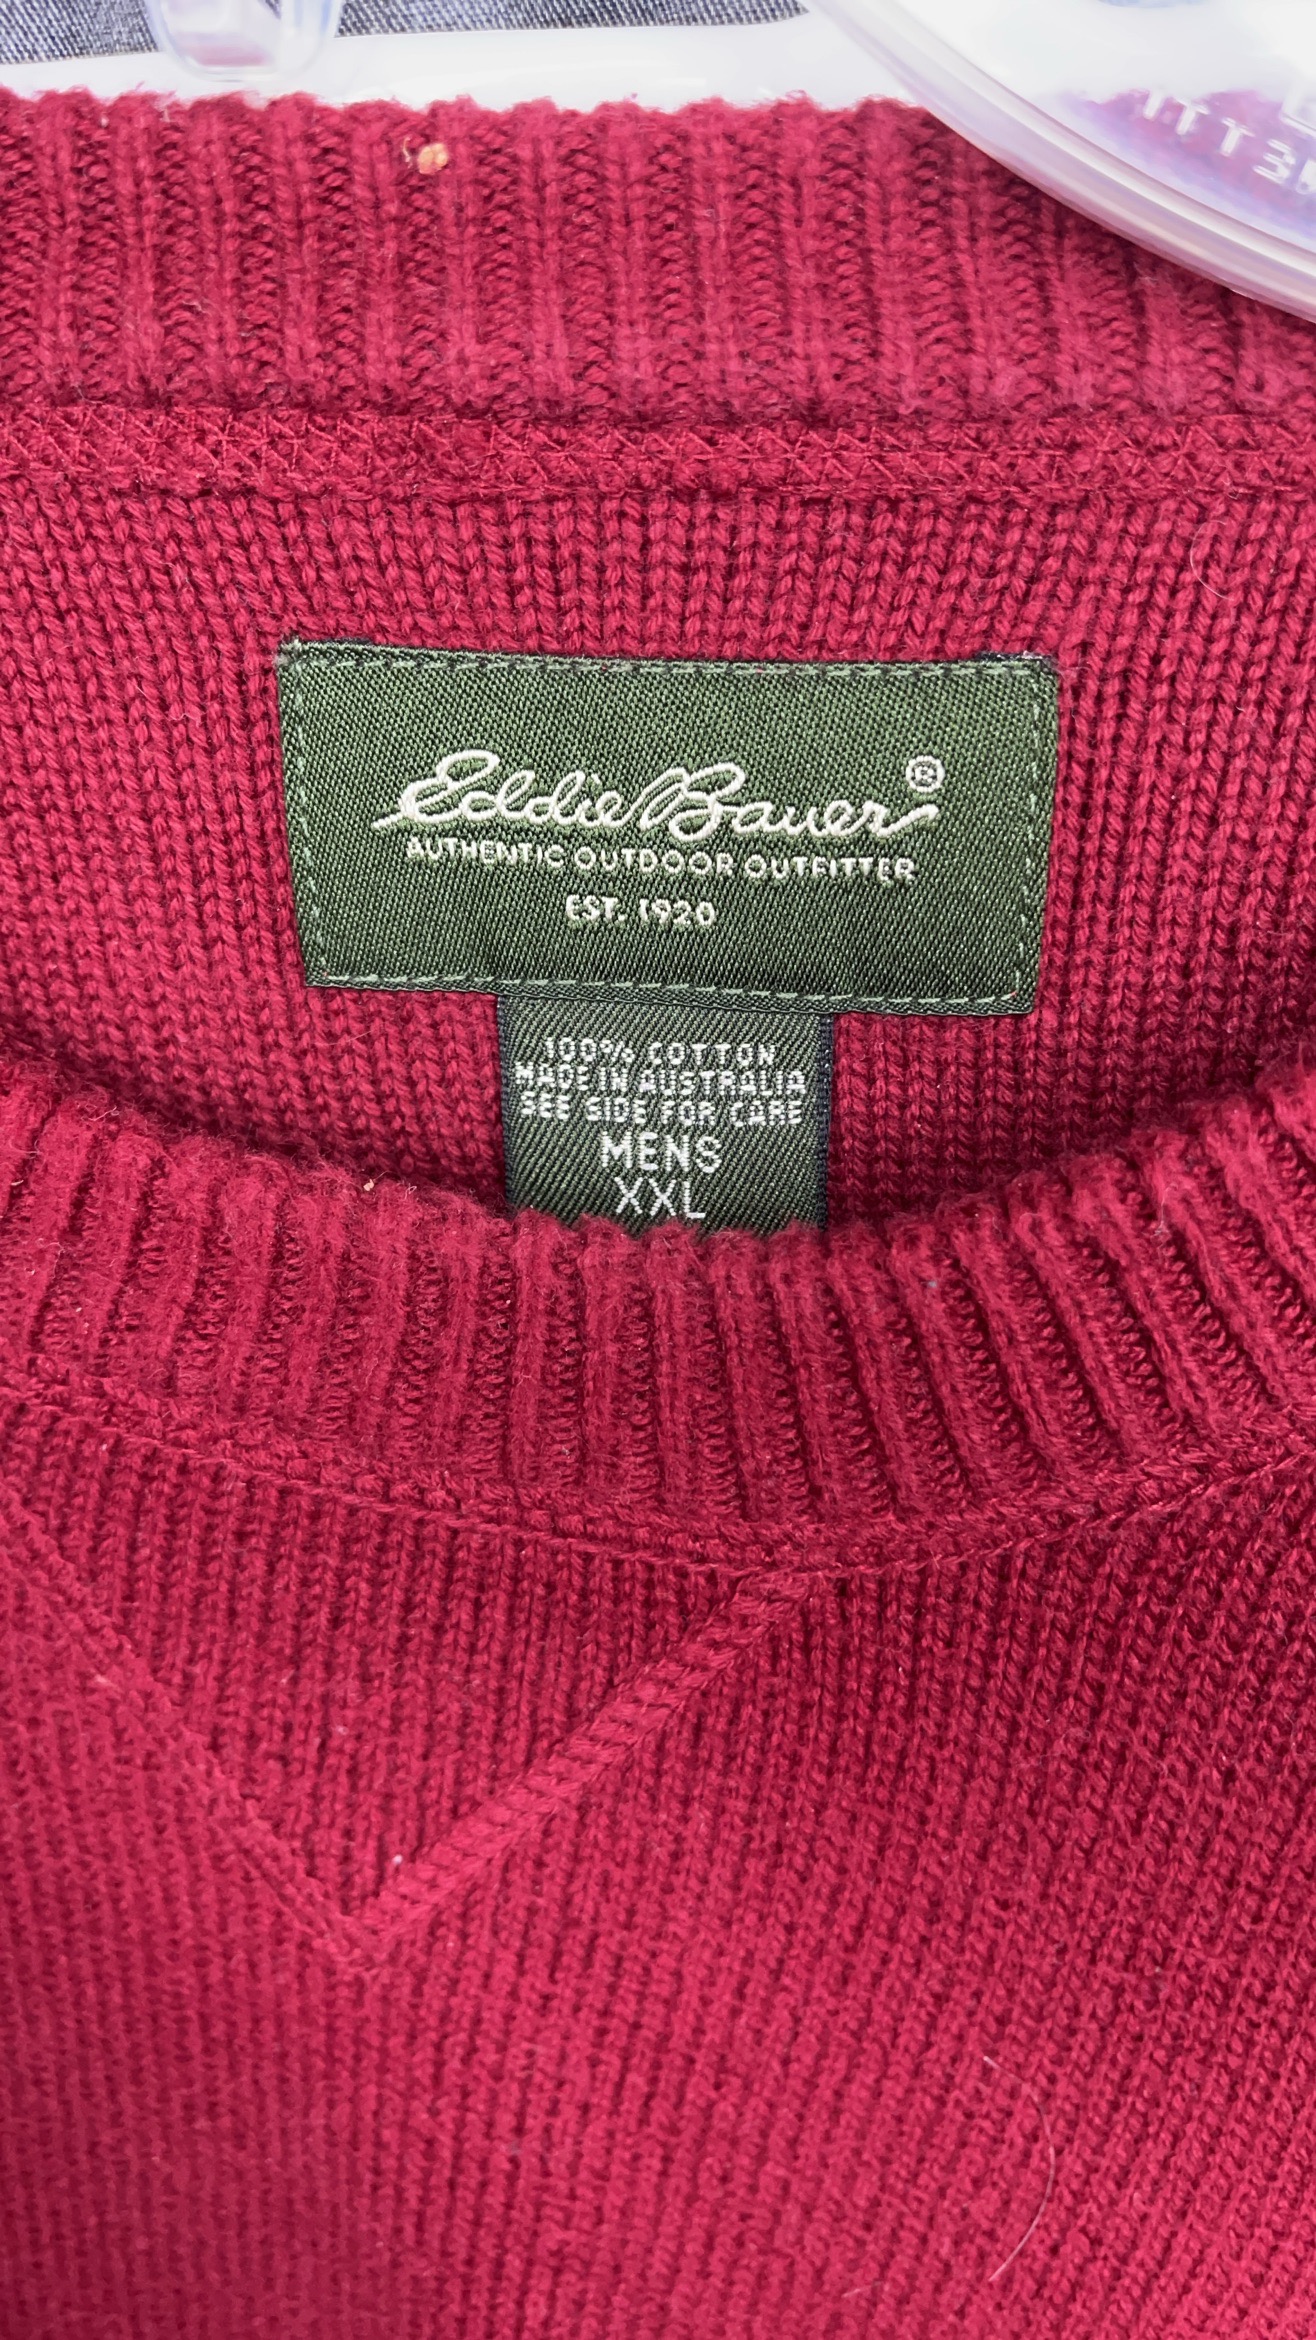 Eddie Bauer®
AUTHENTIC OUTDOOR OUTFITTER
EST. 1920
100% COTTON
MADE IN AUSTRALIA
SEE SIDE FOR CARE
MENS
XXL